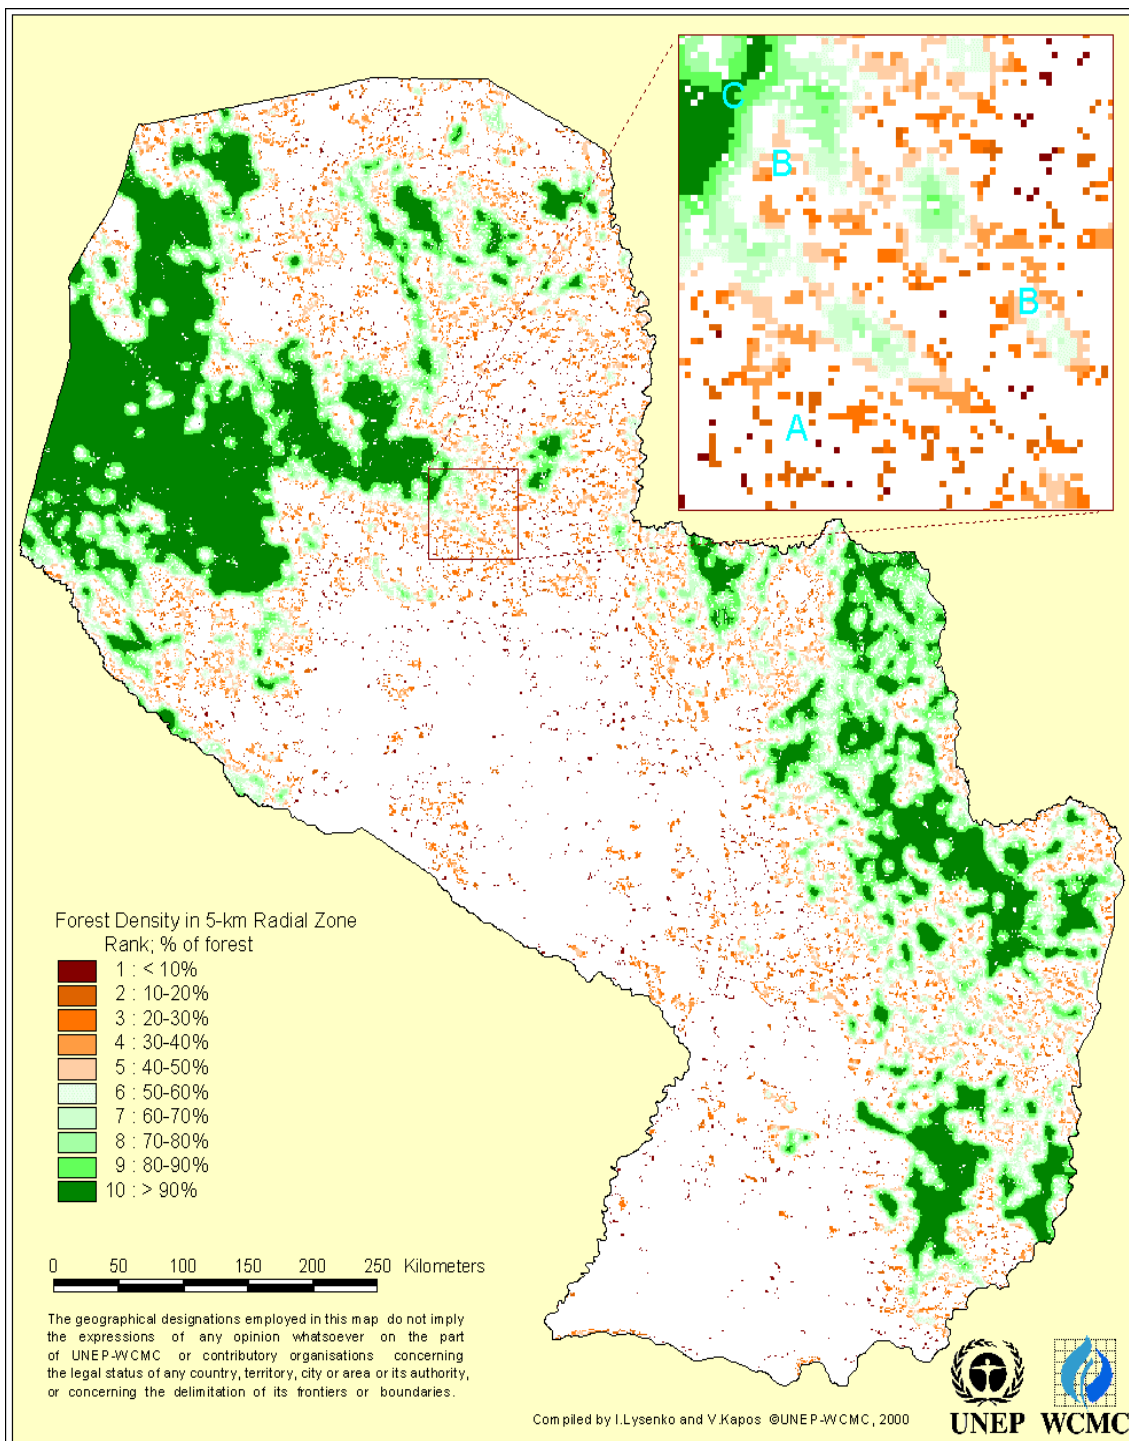 C
B
B
A
Forest Density in 5-km Radial Zone
Rank; % of forest
1 : < 10%
2 : 10-20%
3 : 20-30%
4 : 30-40%
5 : 40-50%
6 : 50-60%
7 : 60-70%
8 : 70-80%
9 : 80-90%
10 : > 90%
0 50 100 150 200 250 Kilometers
The geographical designations employed in this map do not imply
the expressions of any opinion whatsoever on the part
of UNEP-WCMC or contributory organisations concerning
the legal status of any country, territory, city or area or its authority,
or concerning the delimitation of its frontiers or boundaries.
Compiled by I.Lysenko and V.Kapos ©UNEP-WCMC, 2000
UNEP WCMC